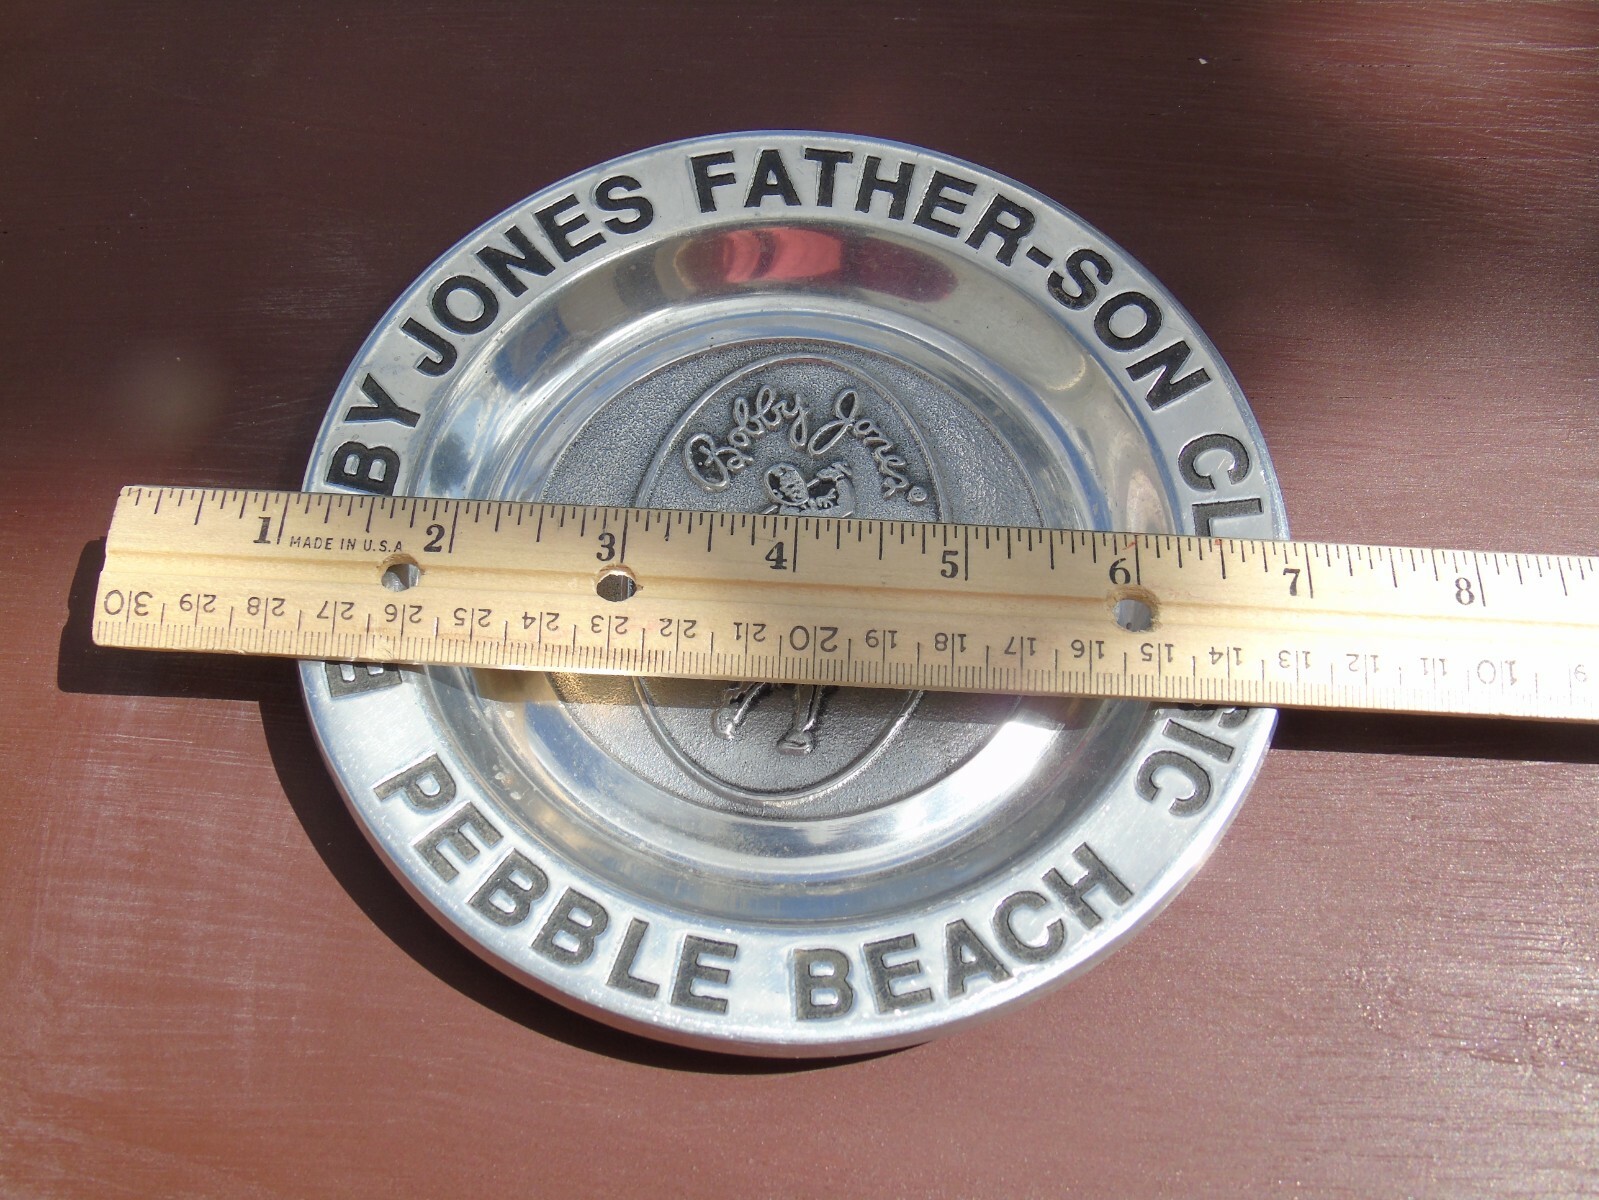 BY JONES FATHER-SON CL
SIC
PEBBLE BEACH
Bobby Jones®
1 2 3 4 5 6 7 8
MADE IN U.S.A
30 29 28 27 26 25 24 23 22 21 20 19 18 17 16 15 14 13 12 11 10 9